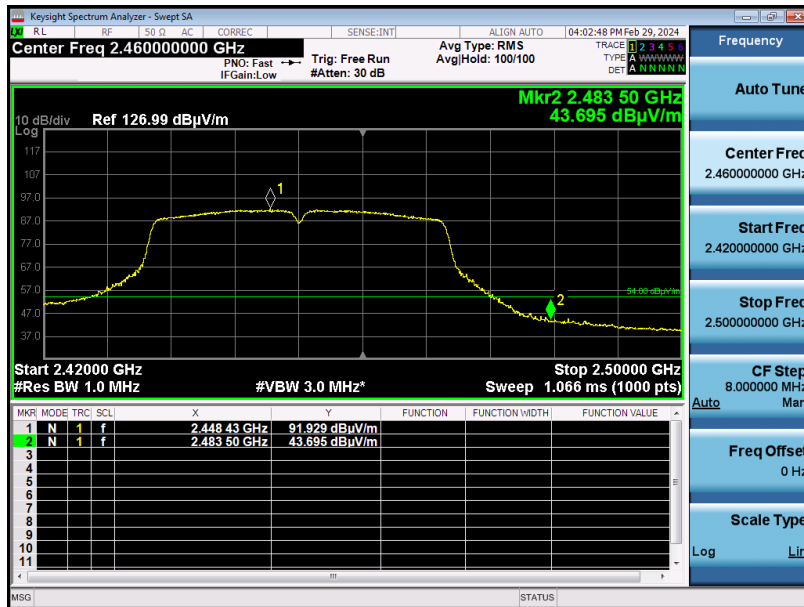 Keysight Spectrum Analyzer - Swept SA
LXI RL RF 50 Ω AC CORREC SENSE:INT ALIGN AUTO 04:02:48 PM Feb 29, 2024
Center Freq 2.460000000 GHz
PNO: Fast
IFGain:Low
Trig: Free Run
#Atten: 30 dB
Avg Type: RMS
Avg|Hold: 100/100
TRACE 1 2 3 4 5 6
TYPE A WWWWW
DET A N N N N N
Mkr2 2.483 50 GHz
43.695 dBµV/m
10 dB/div Ref 126.99 dBµV/m
Log
117
107
97.0
87.0
77.0
67.0
57.0
47.0
37.0
1
2
54.00 dBµV/m
Start 2.42000 GHz Stop 2.50000 GHz
#Res BW 1.0 MHz #VBW 3.0 MHz* Sweep 1.066 ms (1000 pts)
MKR MODE TRC SCL X Y FUNCTION FUNCTION WIDTH FUNCTION VALUE
1 N 1 f 2.448 43 GHz 91.929 dBµV/m
2 N 1 f 2.483 50 GHz 43.695 dBµV/m
3
4
5
6
7
8
9
10
11
MSG STATUS
Frequency
Auto Tune
Center Freq
2.460000000 GHz
Start Freq
2.420000000 GHz
Stop Freq
2.500000000 GHz
CF Step
8.000000 MHz
Auto Man
Freq Offset
0 Hz
Scale Type
Log Lin